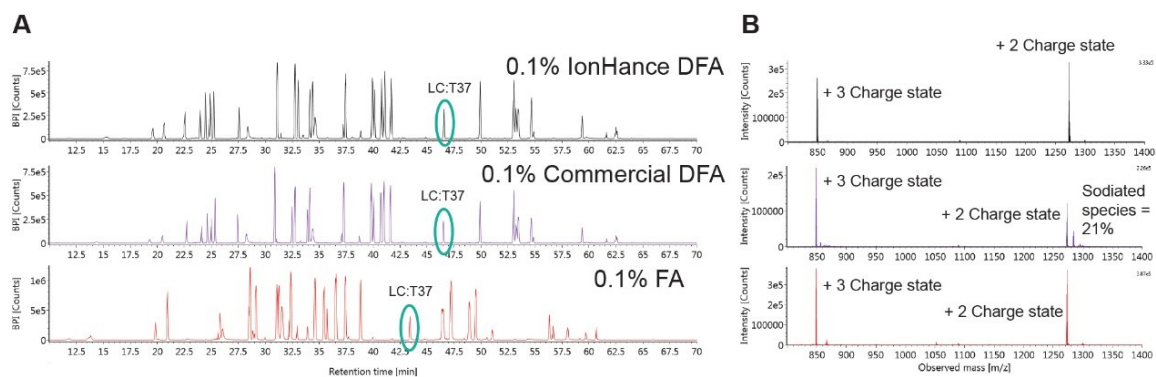 A
BPI [Counts]
7.5e5
5e5
2.5e5
0
0.1% IonHance DFA
LC:T37
12.5 15 17.5 20 22.5 25 27.5 30 32.5 35 37.5 40 42.5 45 47.5 50 52.5 55 57.5 60 62.5 65 67.5 70
BPI [Counts]
7.5e5
5e5
2.5e5
0
0.1% Commercial DFA
LC:T37
12.5 15 17.5 20 22.5 25 27.5 30 32.5 35 37.5 40 42.5 45 47.5 50 52.5 55 57.5 60 62.5 65 67.5 70
BPI [Counts]
1e6
5e5
0
0.1% FA
LC:T37
12.5 15 17.5 20 22.5 25 27.5 30 32.5 35 37.5 40 42.5 45 47.5 50 52.5 55 57.5 60 62.5 65 67.5 70
Retention time [min]
B
Intensity [Counts]
3e5
100000
0
+ 3 Charge state
+ 2 Charge state
850 900 950 1000 1050 1100 1150 1200 1250 1300 1350 1400
Intensity [Counts]
2e5
100000
0
+ 3 Charge state
+ 2 Charge state
Sodiated
species =
21%
850 900 950 1000 1050 1100 1150 1200 1250 1300 1350 1400
Intensity [Counts]
3e5
100000
0
+ 3 Charge state
+ 2 Charge state
850 900 950 1000 1050 1100 1150 1200 1250 1300 1350 1400
Observed mass [m/z]